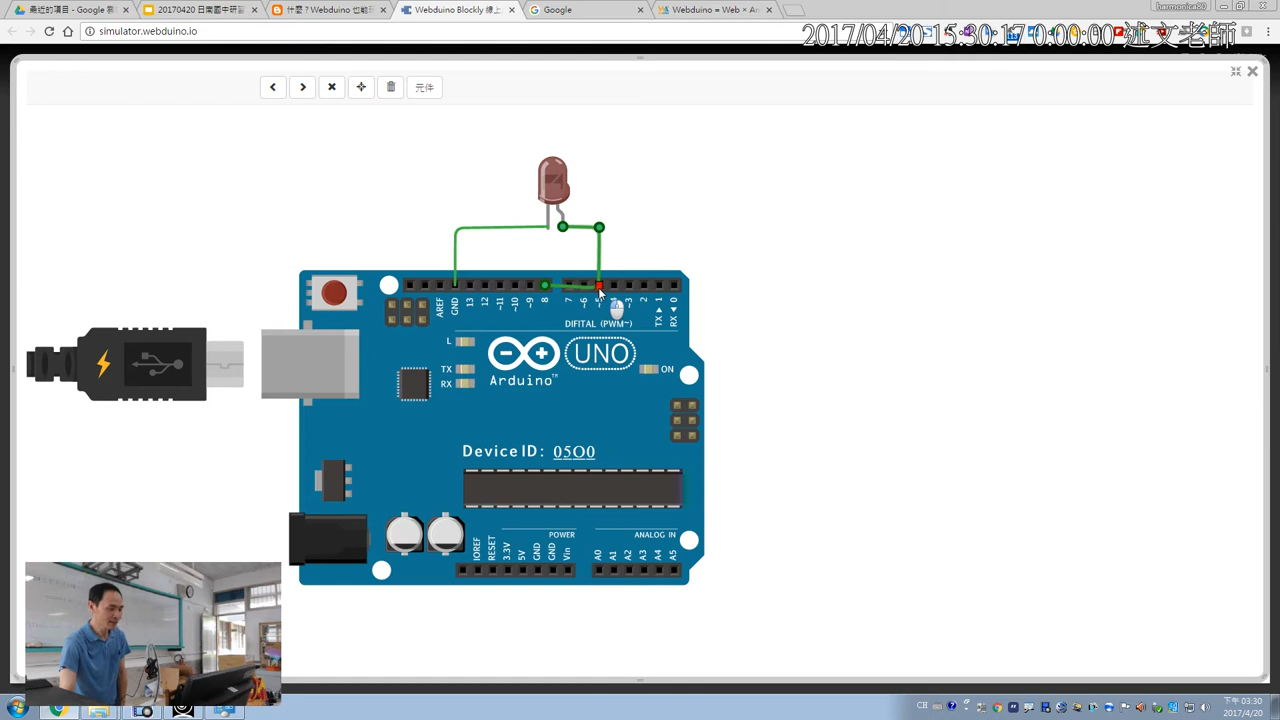 最近的項目 - Google 雲
20170420 日南國中研習
什麼？Webduino 也能
Webduino Blockly 線上
Google
Webduino = Web × Ardu
harmonica80
simulator.webduino.io
2017/04/20 15:30:17 0:00:00 述文老師
元件
AREF
GND
13
12
~11
~10
~9
8
7
~6
~5
4
~3
2
TX▶1
RX◀0
DIFITAL (PWM~)
L
TX
RX
UNO
Arduino™
ON
Device ID: 05O0
POWER
ANALOG IN
IOREF
RESET
3.3V
5V
GND
GND
Vin
A0
A1
A2
A3
A4
A5
CH
下午 03:30
2017/4/20